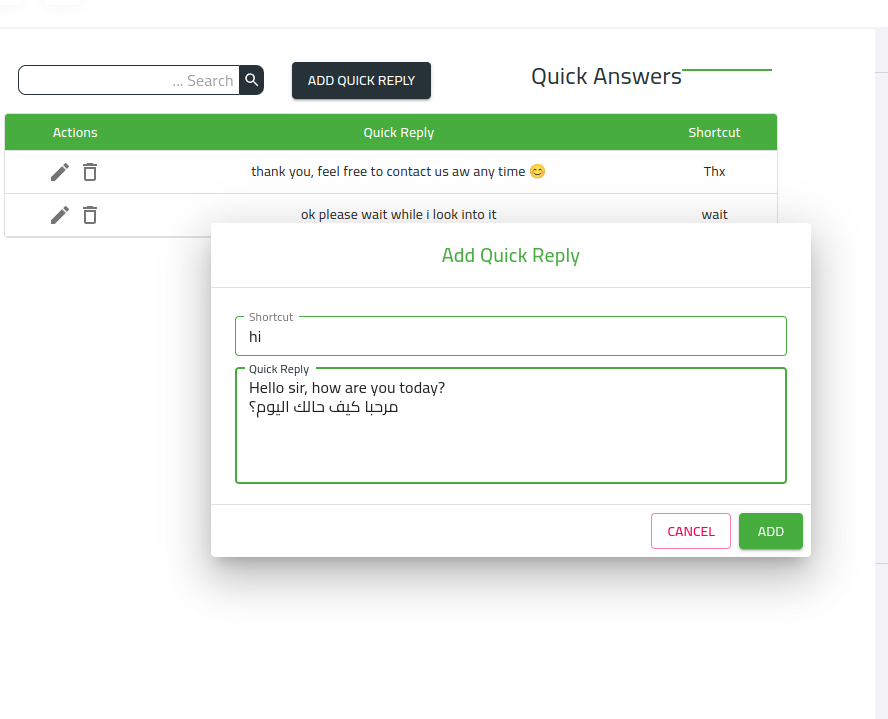 ... Search
ADD QUICK REPLY
Quick Answers
Actions Quick Reply Shortcut
thank you, feel free to contact us aw any time 😊 Thx
ok please wait while i look into it wait
Add Quick Reply
Shortcut
hi
Quick Reply
Hello sir, how are you today?
مرحبا كيف حالك اليوم؟
CANCEL ADD